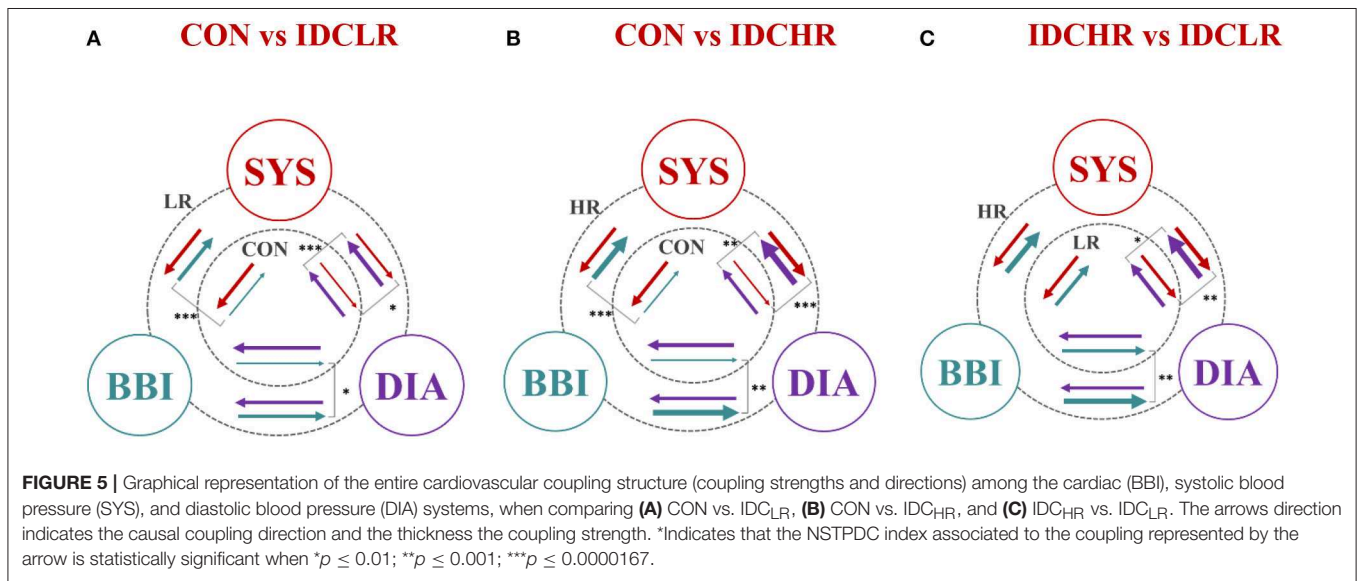 A CON vs IDCLR
B CON vs IDCHR
C IDCHR vs IDCLR
SYS
LR
CON
***
***
*
BBI
*
DIA
SYS
HR
CON
**
***
***
BBI
**
DIA
SYS
HR
LR
*
**
BBI
**
DIA
FIGURE 5 | Graphical representation of the entire cardiovascular coupling structure (coupling strengths and directions) among the cardiac (BBI), systolic blood
pressure (SYS), and diastolic blood pressure (DIA) systems, when comparing (A) CON vs. IDCLR, (B) CON vs. IDCHR, and (C) IDCHR vs. IDCLR. The arrows direction
indicates the causal coupling direction and the thickness the coupling strength. *Indicates that the NSTPDC index associated to the coupling represented by the
arrow is statistically significant when *p ≤ 0.01; **p ≤ 0.001; ***p ≤ 0.0000167.